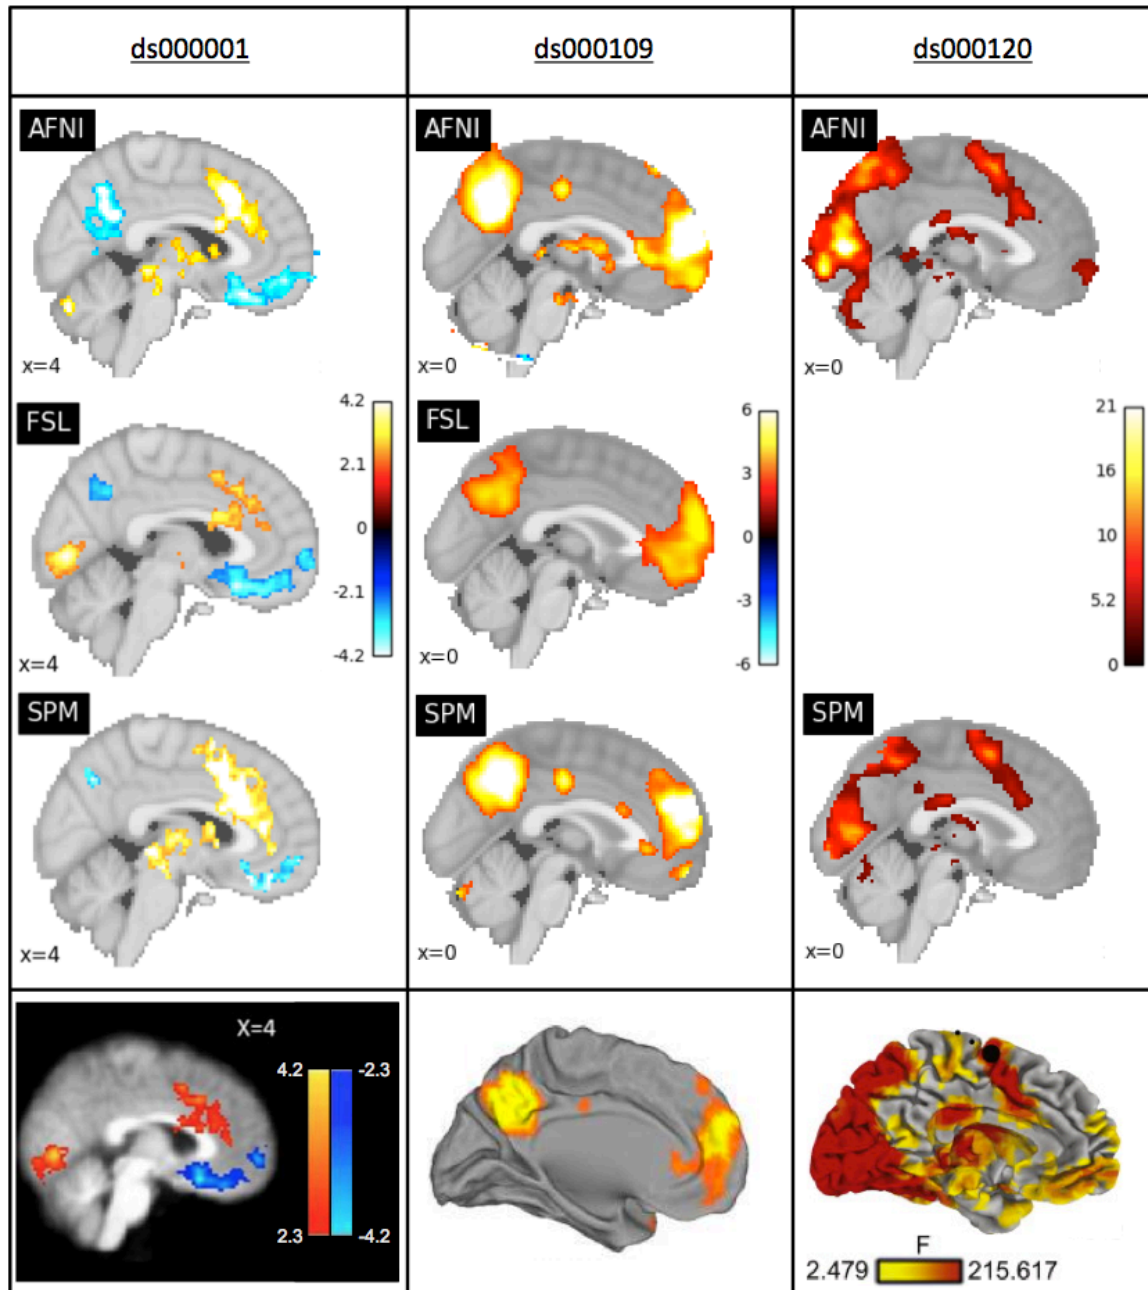 ds000001 ds000109 ds000120
AFNI AFNI AFNI
x=4 x=0 x=0
FSL 4.2 FSL 6 21
2.1 3 16
0 0 10
-2.1 -3 5.2
-4.2 -6 0
x=4 x=0
SPM SPM SPM
x=4 x=0 x=0
X=4
4.2 -2.3
2.3 -4.2
F
2.479 215.617